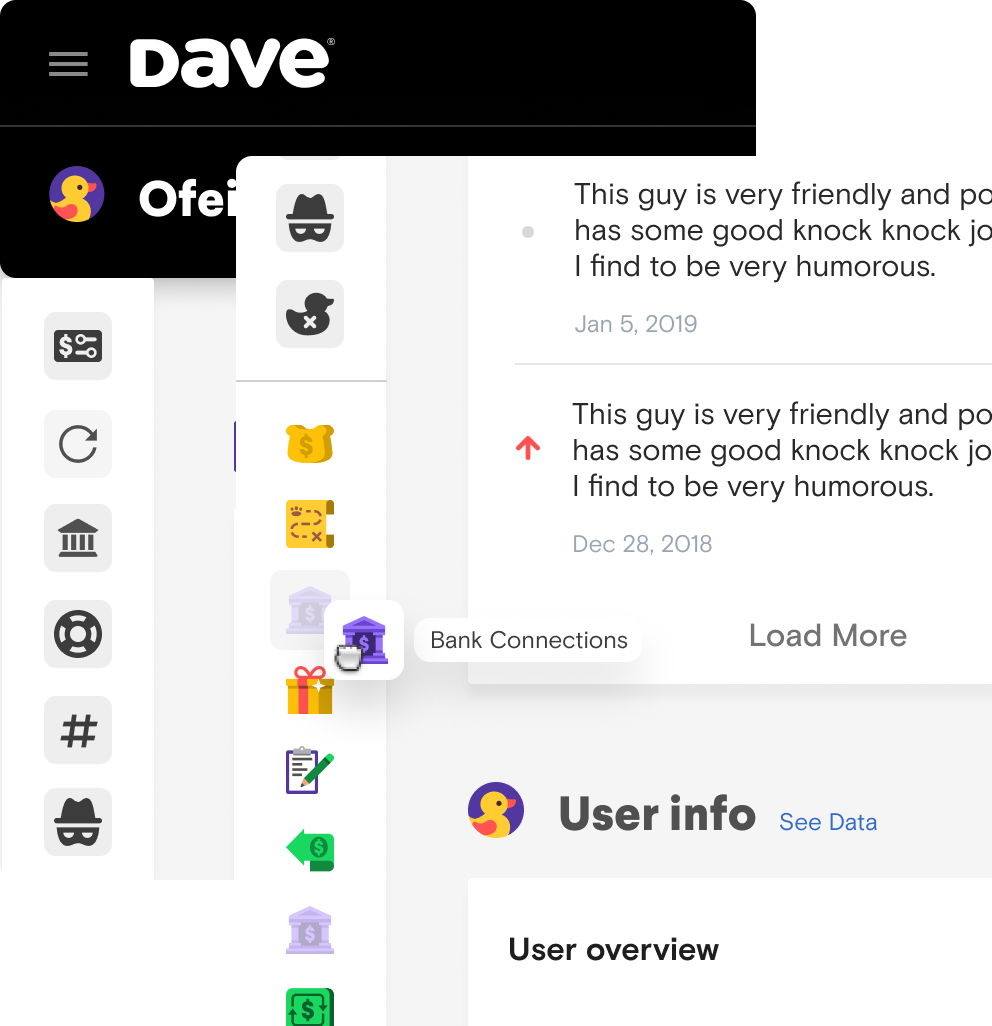 Dave®
Ofei
This guy is very friendly and po
has some good knock knock jo
I find to be very humorous.
Jan 5, 2019
This guy is very friendly and po
has some good knock knock jo
I find to be very humorous.
Dec 28, 2018
Bank Connections
Load More
User info
See Data
User overview